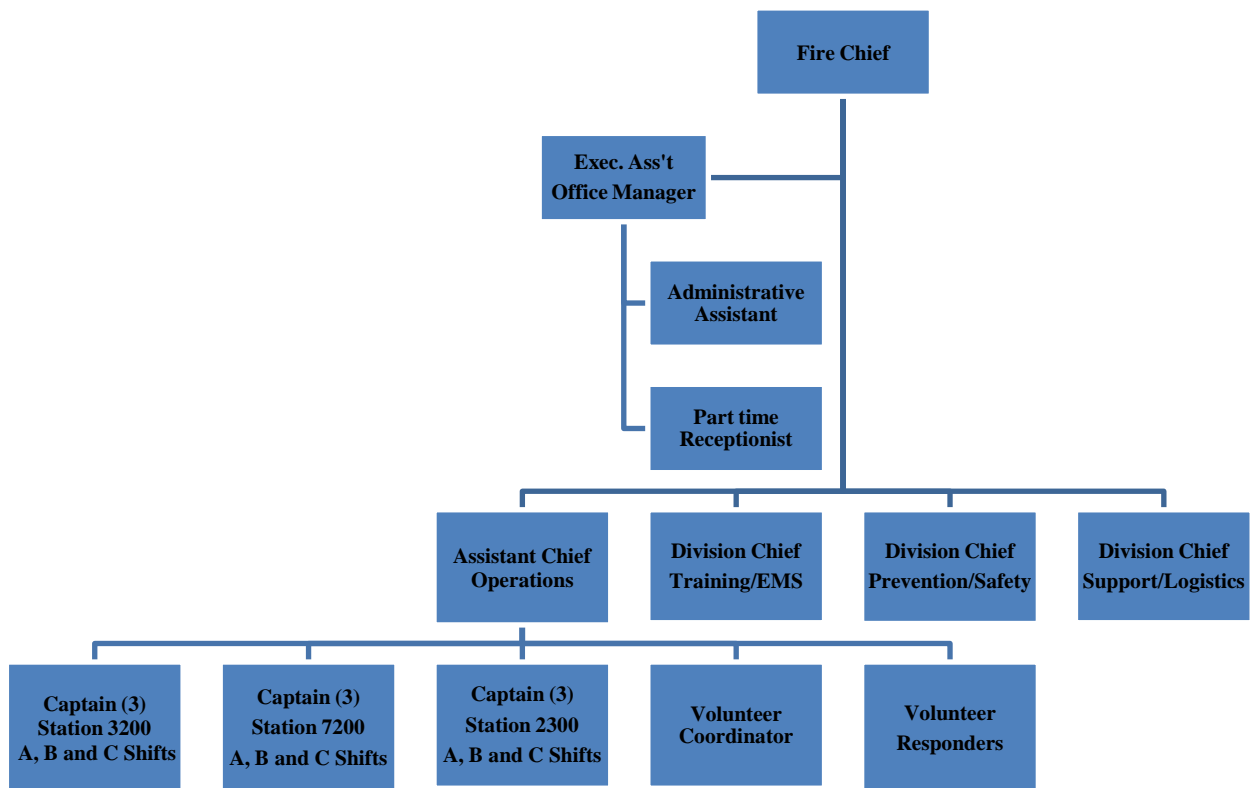 Fire Chief
Exec. Ass't
Office Manager
Administrative
Assistant
Part time
Receptionist
Assistant Chief
Operations
Division Chief
Training/EMS
Division Chief
Prevention/Safety
Division Chief
Support/Logistics
Captain (3)
Station 3200
A, B and C Shifts
Captain (3)
Station 7200
A, B and C Shifts
Captain (3)
Station 2300
A, B and C Shifts
Volunteer
Coordinator
Volunteer
Responders